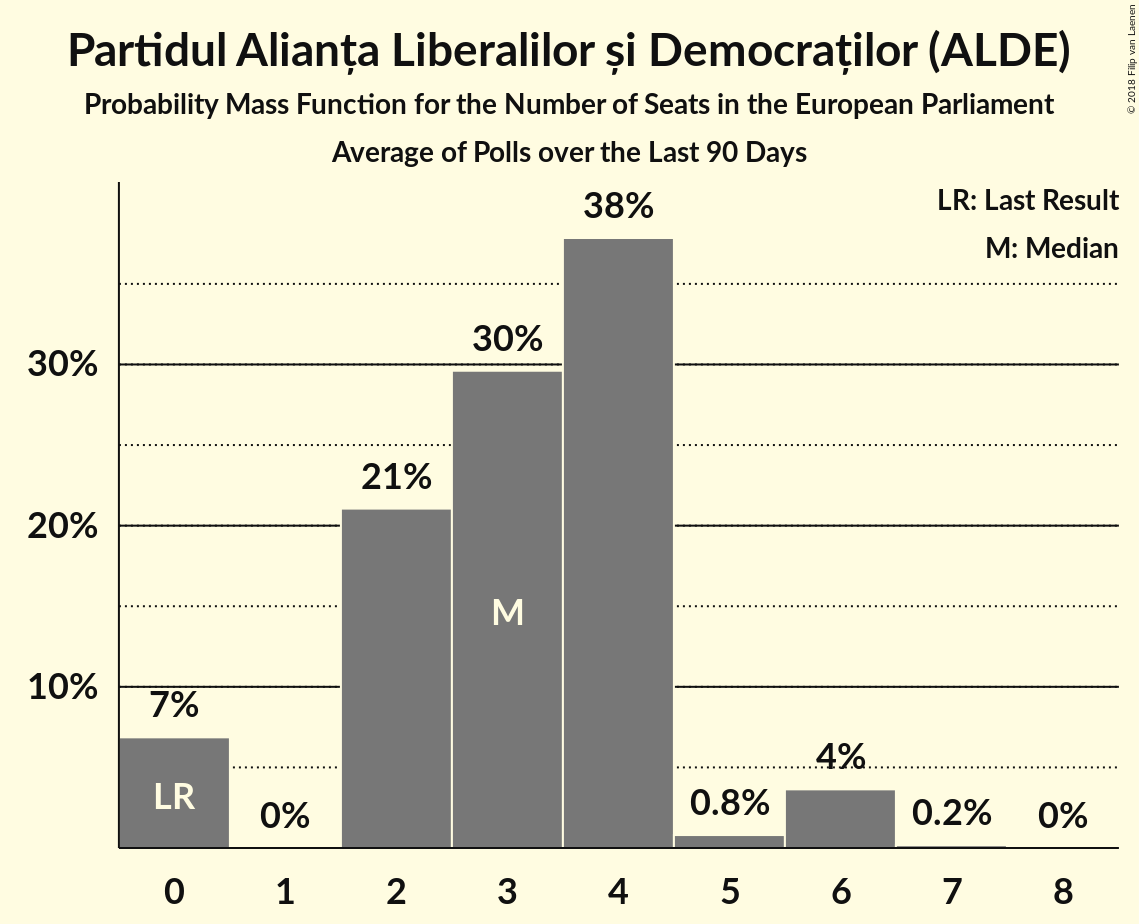 Partidul Alianța Liberalilor și Democraților (ALDE)
Probability Mass Function for the Number of Seats in the European Parliament
Average of Polls over the Last 90 Days
© 2018 Filip van Laenen
LR: Last Result
M: Median
38%
30%
30%
21%
20%
M
10%
7%
LR
0%
0.8%
4%
0.2%
0%
0 1 2 3 4 5 6 7 8